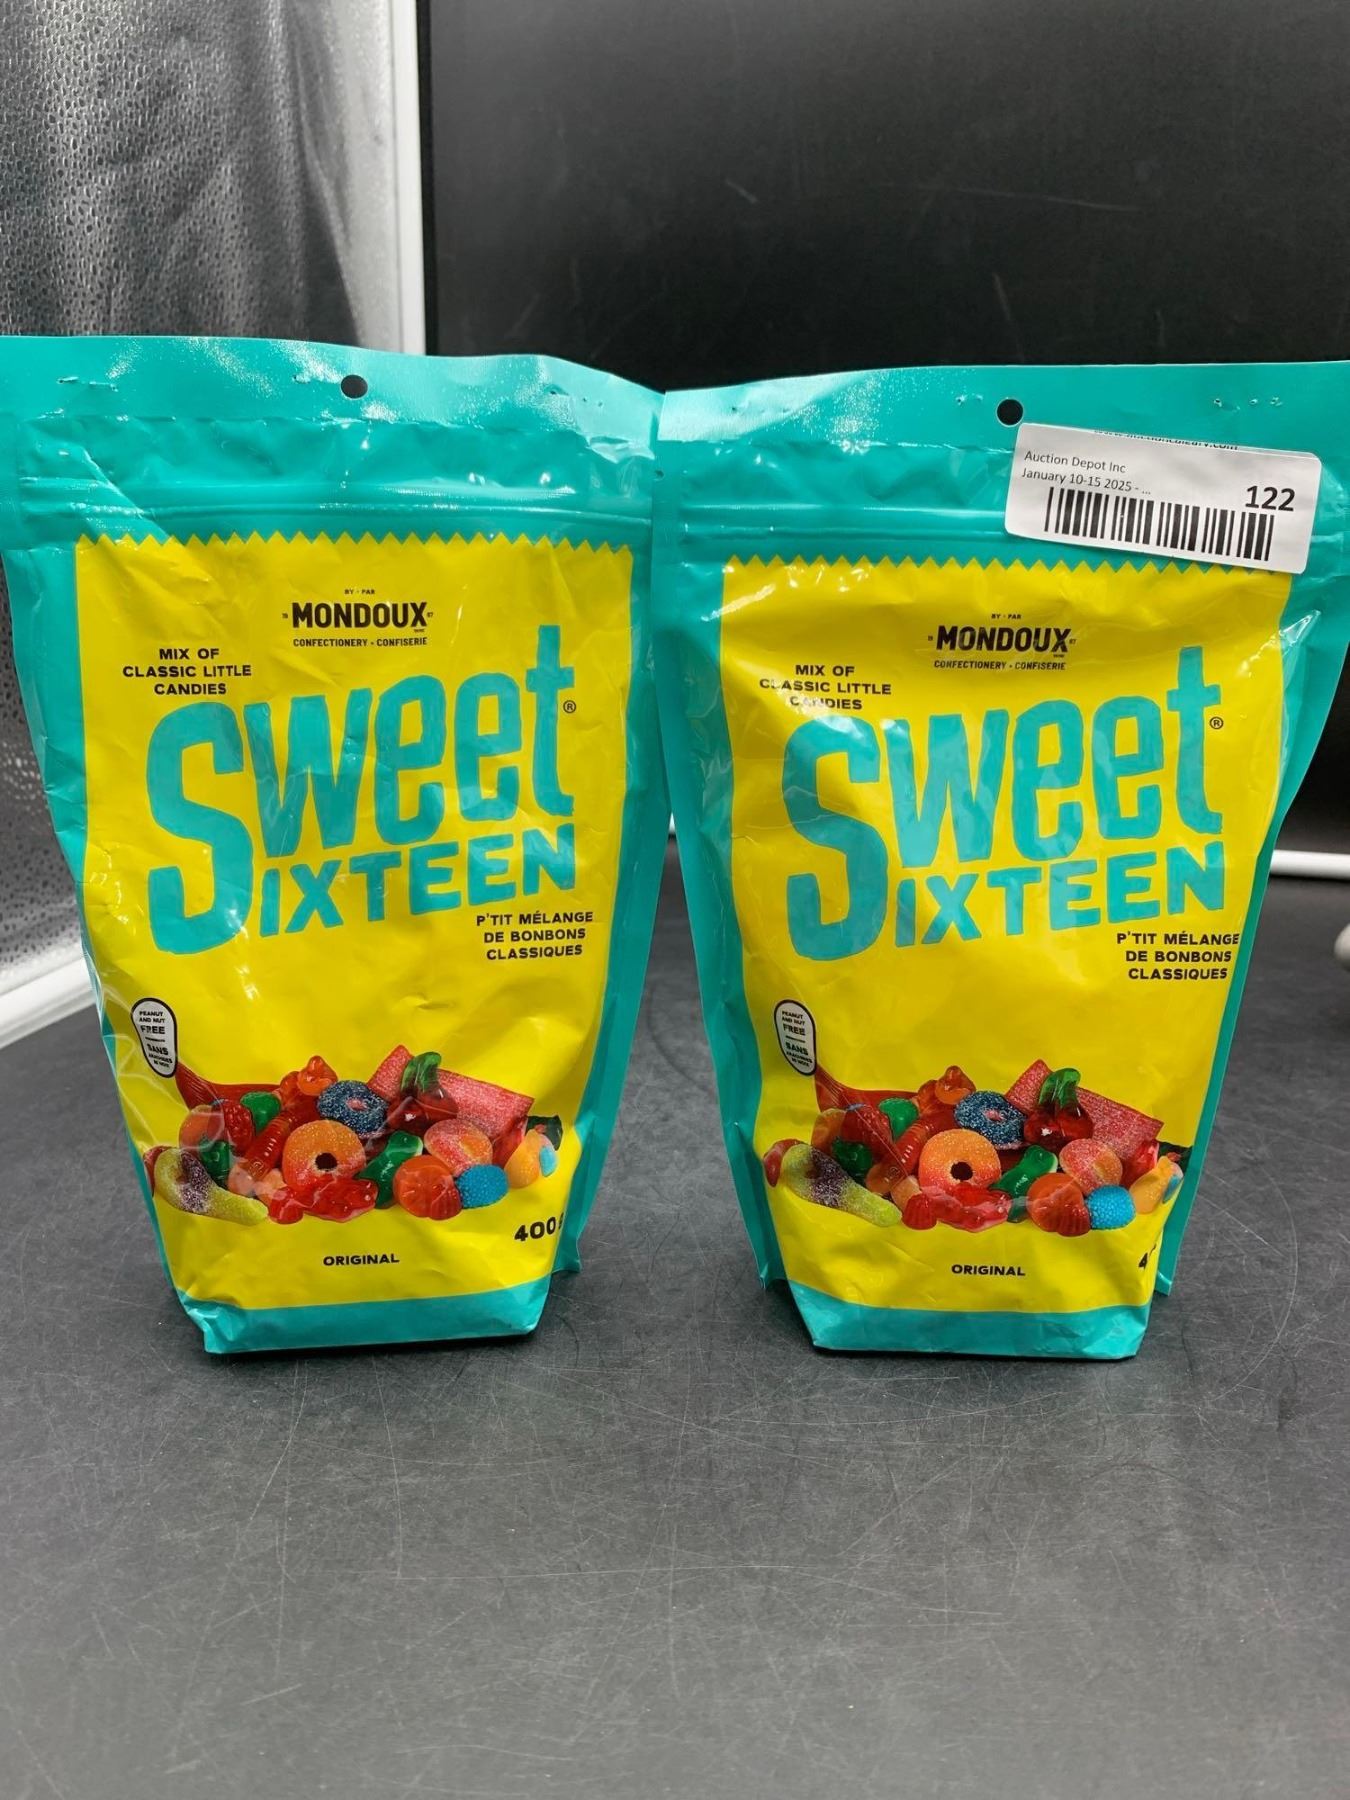 BY • PAR
MONDOUX
CONFECTIONERY • CONFISERIE
MIX OF
CLASSIC LITTLE
CANDIES
Sweet®
SIXTEEN
P'TIT MÉLANGE
DE BONBONS
CLASSIQUES
PEANUT
AND NUT
FREE
SANS
400g
ORIGINAL
Auction Depot Inc
January 10-15 2025 - ...
122
BY • PAR
MONDOUX
CONFECTIONERY • CONFISERIE
MIX OF
CLASSIC LITTLE
CANDIES
Sweet®
SIXTEEN
P'TIT MÉLANGE
DE BONBONS
CLASSIQUES
PEANUT
AND NUT
FREE
SANS
ORIGINAL